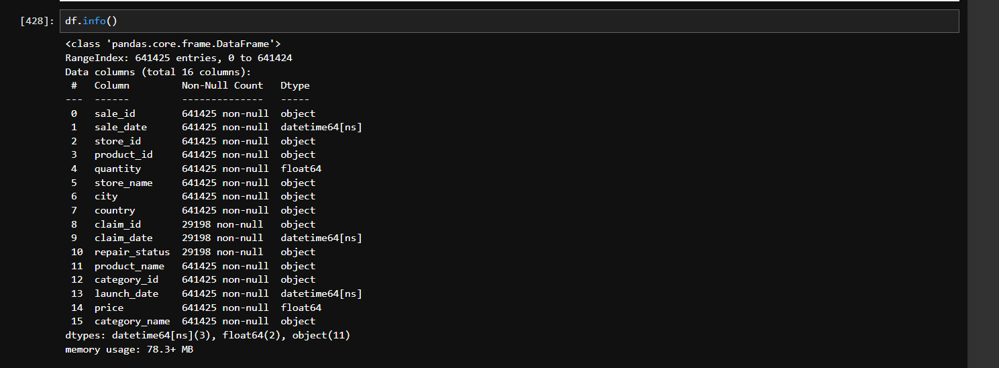 [428]: df.info()
<class 'pandas.core.frame.DataFrame'>
RangeIndex: 641425 entries, 0 to 641424
Data columns (total 16 columns):
 #   Column         Non-Null Count   Dtype
---  ------         --------------   -----
 0   sale_id        641425 non-null  object
 1   sale_date      641425 non-null  datetime64[ns]
 2   store_id       641425 non-null  object
 3   product_id     641425 non-null  object
 4   quantity       641425 non-null  float64
 5   store_name     641425 non-null  object
 6   city           641425 non-null  object
 7   country        641425 non-null  object
 8   claim_id       29198 non-null   object
 9   claim_date     29198 non-null   datetime64[ns]
 10  repair_status  29198 non-null   object
 11  product_name   641425 non-null  object
 12  category_id    641425 non-null  object
 13  launch_date    641425 non-null  datetime64[ns]
 14  price          641425 non-null  float64
 15  category_name  641425 non-null  object
dtypes: datetime64[ns](3), float64(2), object(11)
memory usage: 78.3+ MB